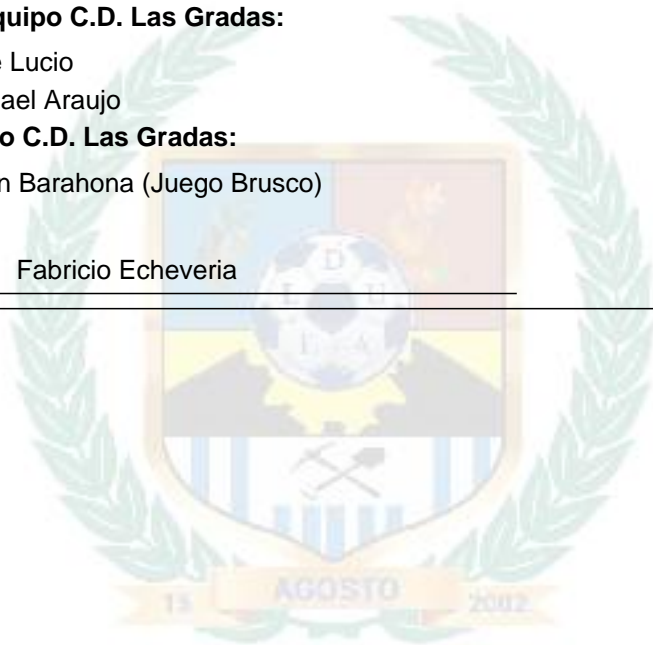 quipo C.D. Las Gradas:
Lucio
ael Araujo
o C.D. Las Gradas:
n Barahona (Juego Brusco)
Fabricio Echeveria
L D U
L A
15 AGOSTO 2002